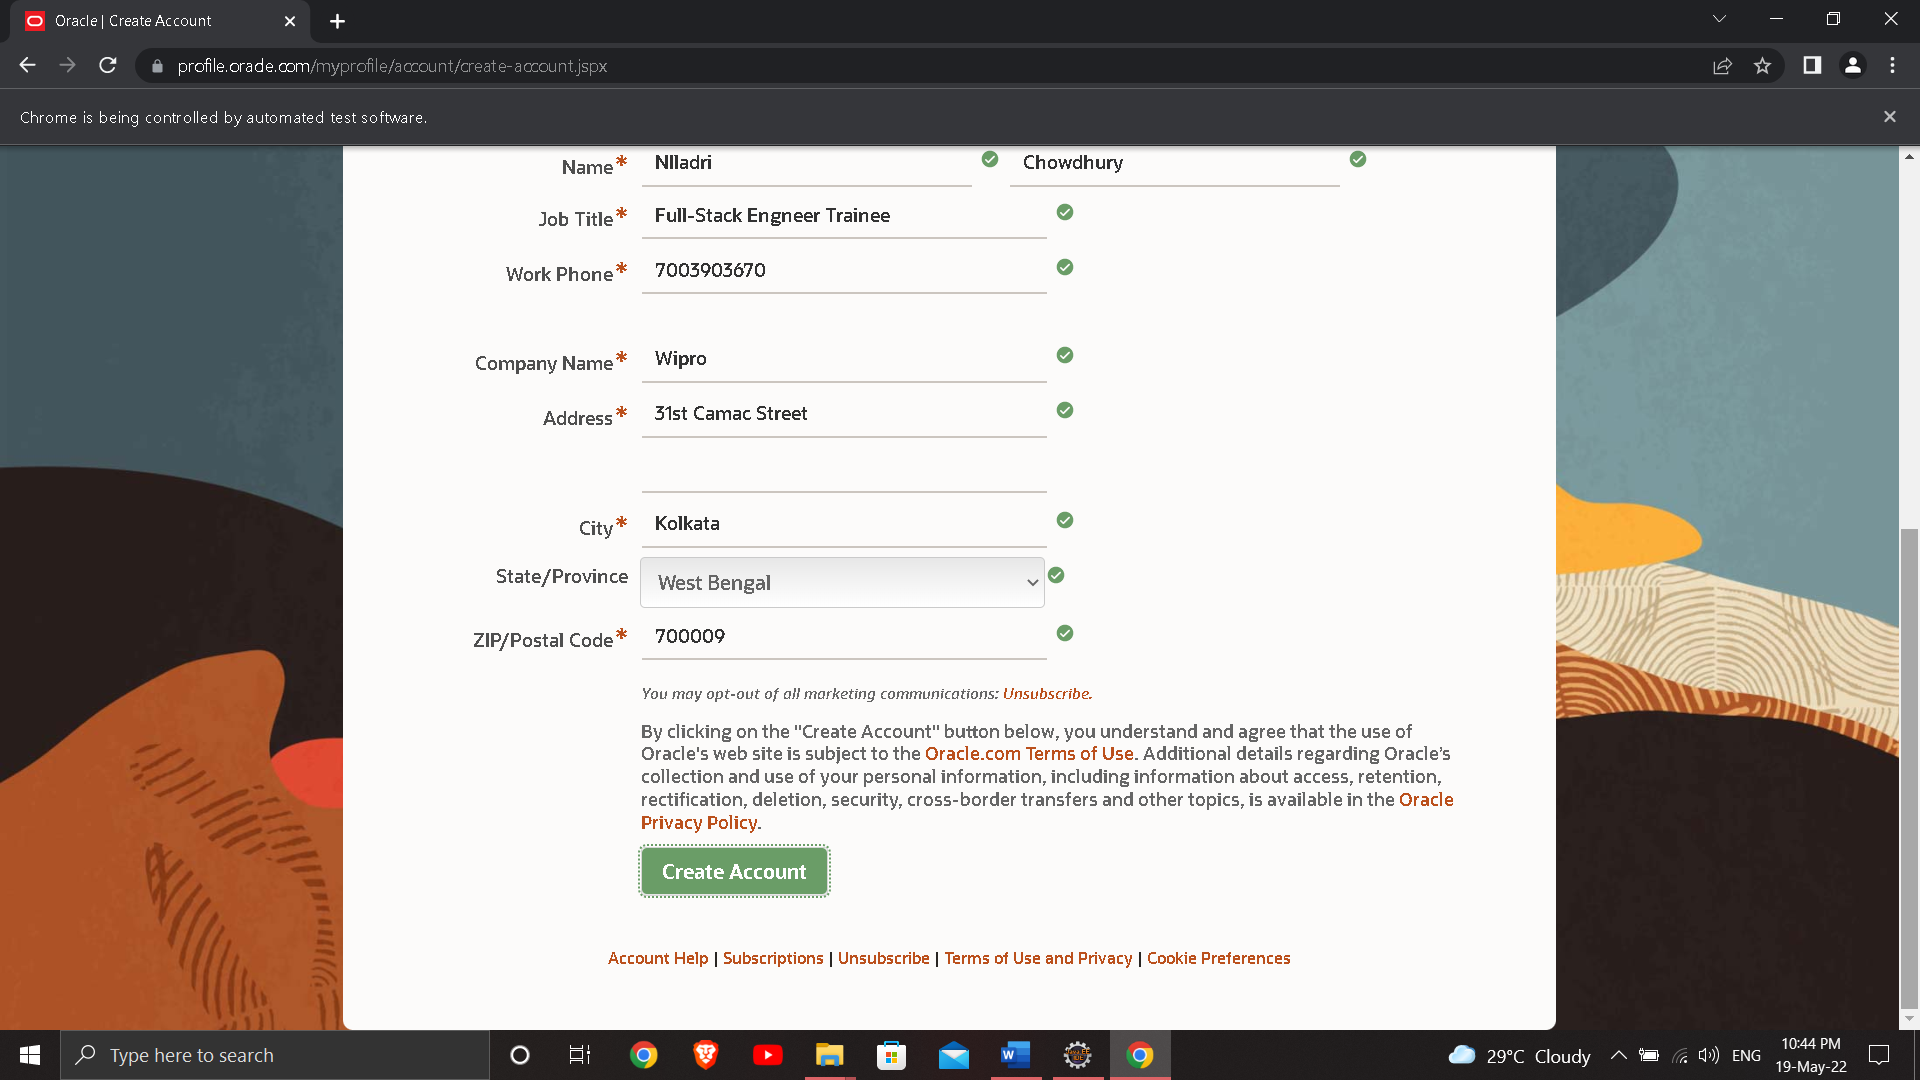 Oracle | Create Account
profile.oracle.com/myprofile/account/create-account.jspx
Chrome is being controlled by automated test software.
Name* NIladri Chowdhury
Job Title* Full-Stack Engneer Trainee
Work Phone* 7003903670
Company Name* Wipro
Address* 31st Camac Street
City* Kolkata
State/Province West Bengal
ZIP/Postal Code* 700009
You may opt-out of all marketing communications: Unsubscribe.
By clicking on the "Create Account" button below, you understand and agree that the use of
Oracle's web site is subject to the Oracle.com Terms of Use. Additional details regarding Oracle's
collection and use of your personal information, including information about access, retention,
rectification, deletion, security, cross-border transfers and other topics, is available in the Oracle
Privacy Policy.
Create Account
Account Help | Subscriptions | Unsubscribe | Terms of Use and Privacy | Cookie Preferences
Type here to search
29°C Cloudy
ENG
10:44 PM
19-May-22